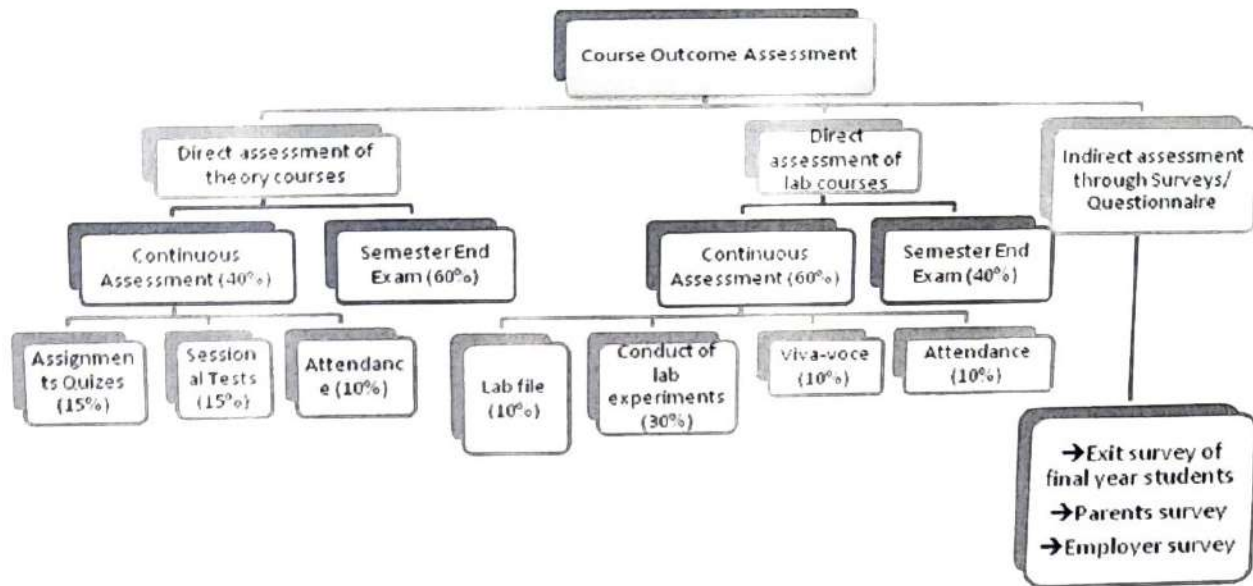 Course Outcome Assessment
Direct assessment of
theory courses
Direct
assessment of
lab courses
Indirect assessment
through Surveys/
Questionnaire
Continuous
Assessment (40%)
Semester End
Exam (60%)
Continuous
Assessment (60%)
Semester End
Exam (40%)
Assignmen
ts Quizes
(15%)
Session
al Tests
(15%)
Attendanc
e (10%)
Lab file
(10%)
Conduct of
lab
experiments
(30%)
Viva-voce
(10%)
Attendance
(10%)
→Exit survey of
final year students
→Parents survey
→Employer survey